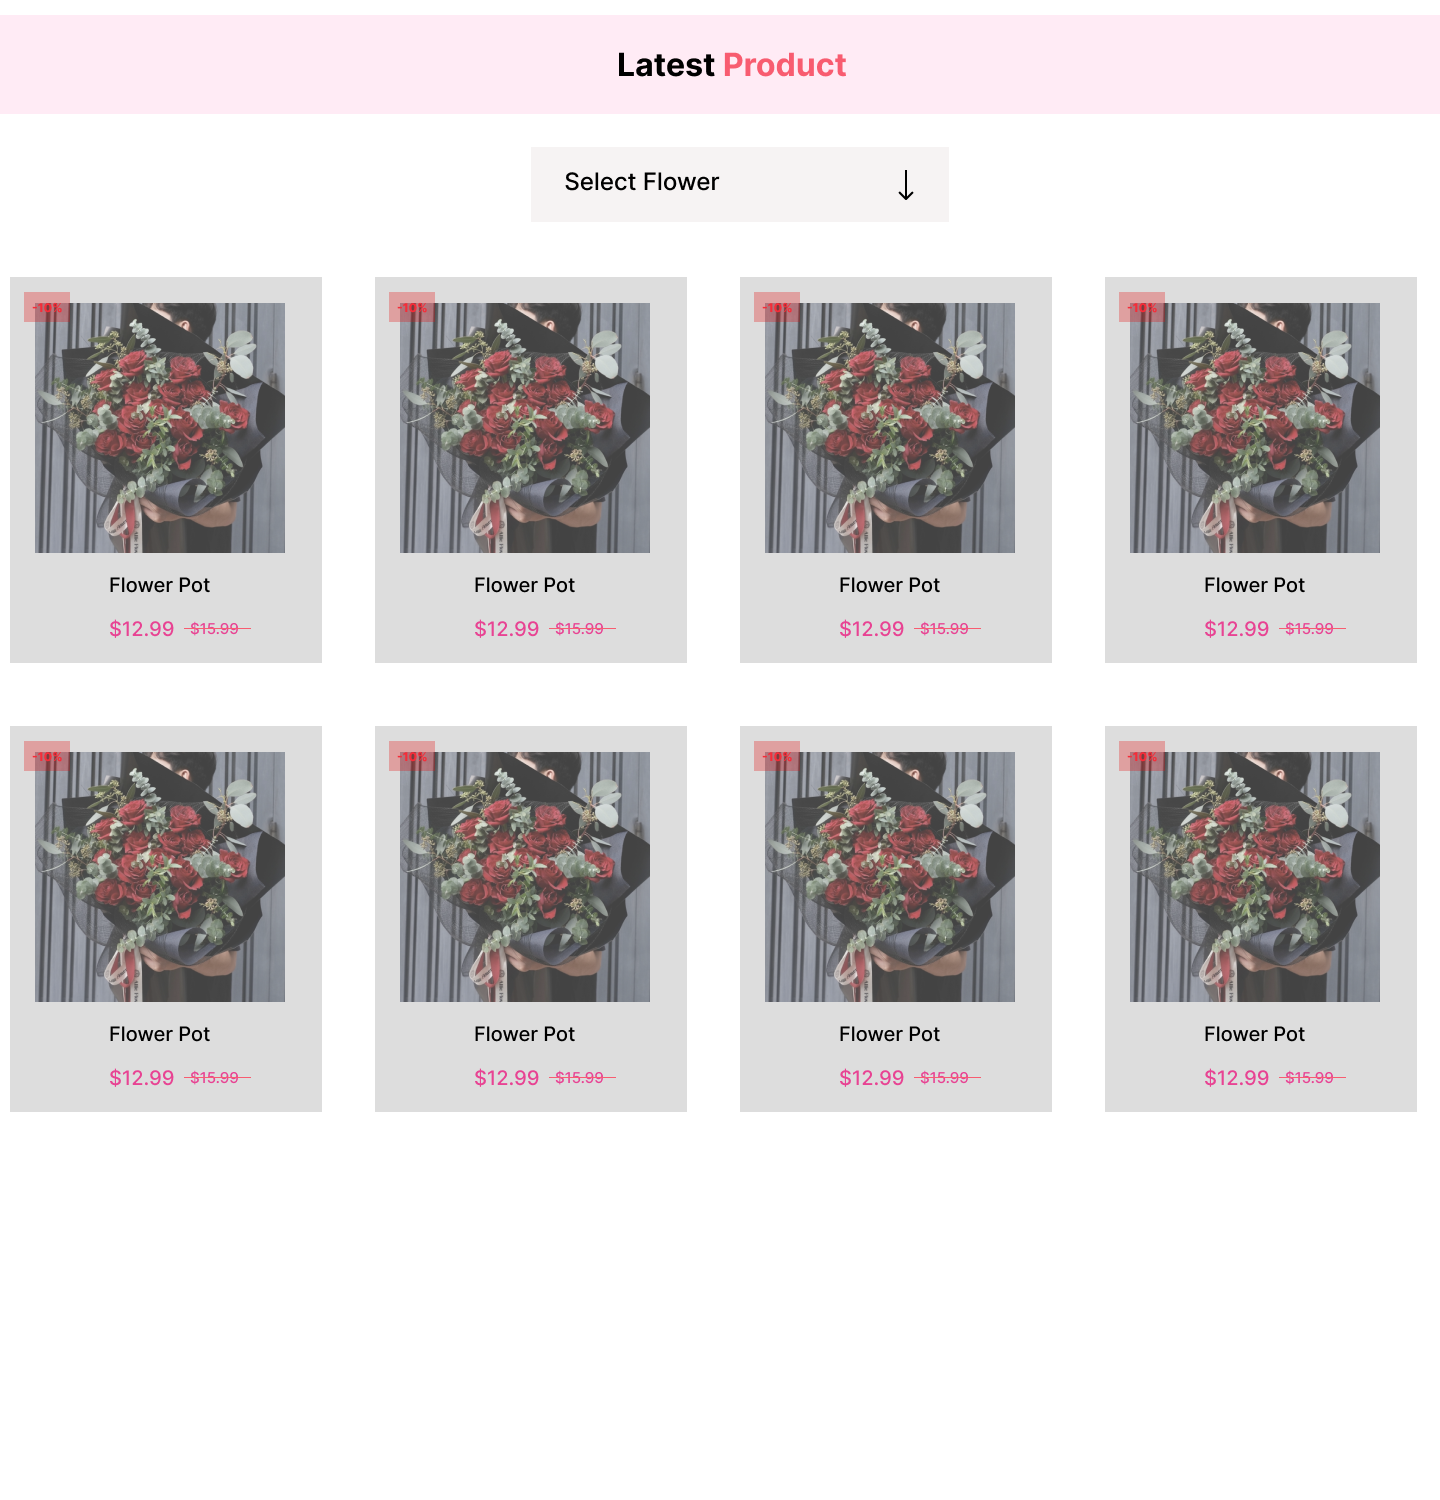 Latest Product
Select Flower
-10% -10% -10% -10%
Flower Pot Flower Pot Flower Pot Flower Pot
$12.99 $15.99 $12.99 $15.99 $12.99 $15.99 $12.99 $15.99
-10% -10% -10% -10%
Flower Pot Flower Pot Flower Pot Flower Pot
$12.99 $15.99 $12.99 $15.99 $12.99 $15.99 $12.99 $15.99